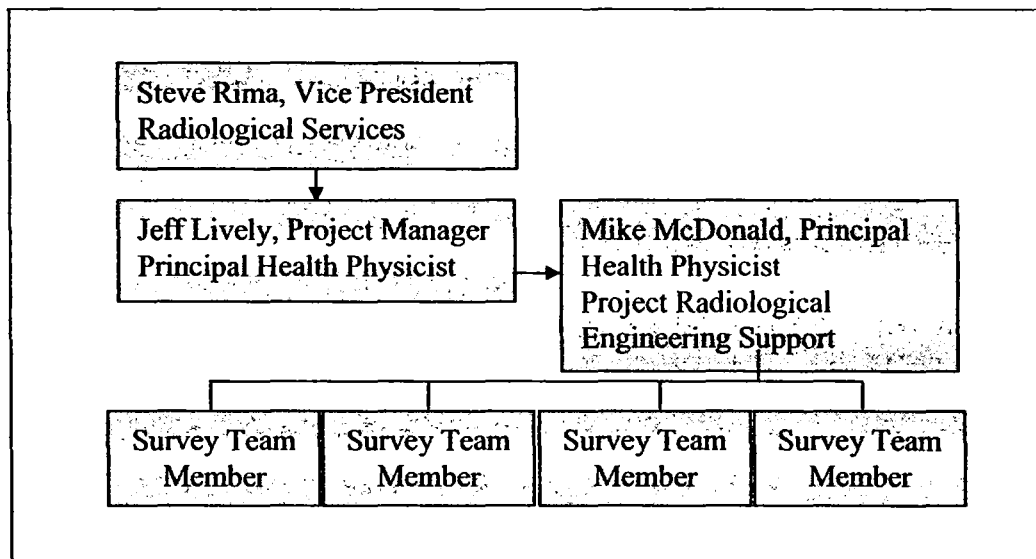 Steve Rima, Vice President
Radiological Services
Jeff Lively, Project Manager
Principal Health Physicist
Mike McDonald, Principal
Health Physicist
Project Radiological
Engineering Support
Survey Team
Member
Survey Team
Member
Survey Team
Member
Survey Team
Member